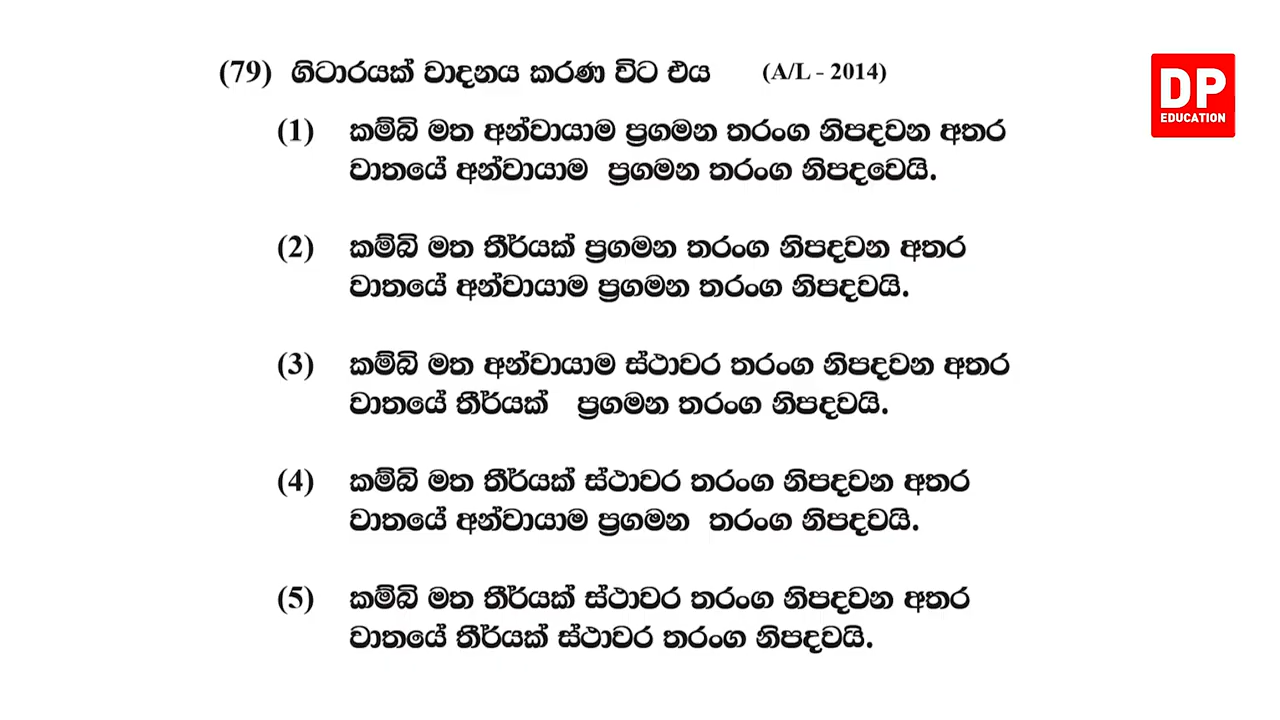 (79) ගිටාරයක් වාදනය කරණ විට එය (A/L - 2014)
DP
EDUCATION
(1) කම්බි මත අන්වායාම ප්‍රගමන තරංග නිපදවන අතර
වාතයේ අන්වායාම ප්‍රගමන තරංග නිපදවෙයි.
(2) කම්බි මත තීර්යක් ප්‍රගමන තරංග නිපදවන අතර
වාතයේ අන්වායාම ප්‍රගමන තරංග නිපදවයි.
(3) කම්බි මත අන්වායාම ස්ථාවර තරංග නිපදවන අතර
වාතයේ තීර්යක් ප්‍රගමන තරංග නිපදවයි.
(4) කම්බි මත තීර්යක් ස්ථාවර තරංග නිපදවන අතර
වාතයේ අන්වායාම ප්‍රගමන තරංග නිපදවයි.
(5) කම්බි මත තීර්යක් ස්ථාවර තරංග නිපදවන අතර
වාතයේ තීර්යක් ස්ථාවර තරංග නිපදවයි.